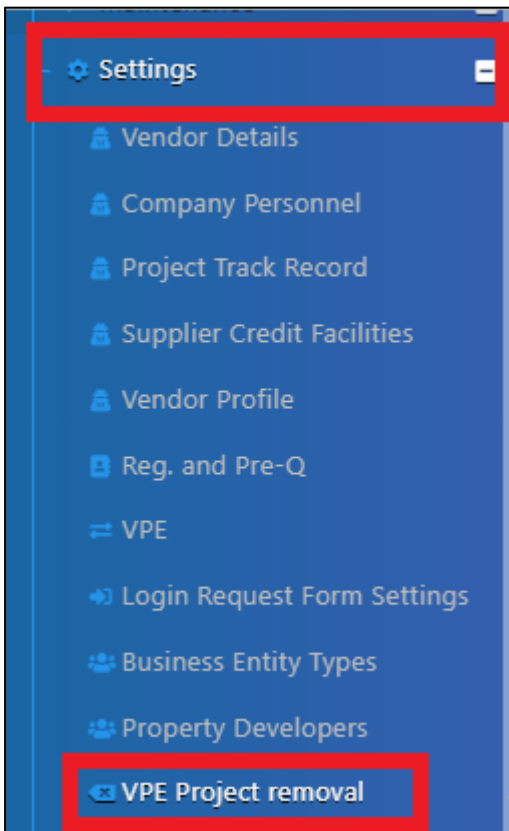 Settings
Vendor Details
Company Personnel
Project Track Record
Supplier Credit Facilities
Vendor Profile
Reg. and Pre-Q
VPE
Login Request Form Settings
Business Entity Types
Property Developers
VPE Project removal